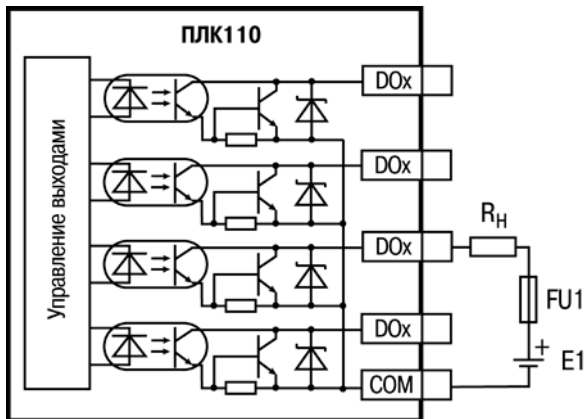 ПЛК110
Управление выходами
DOx
DOx
DOx
DOx
COM
RН
FU1
+
E1